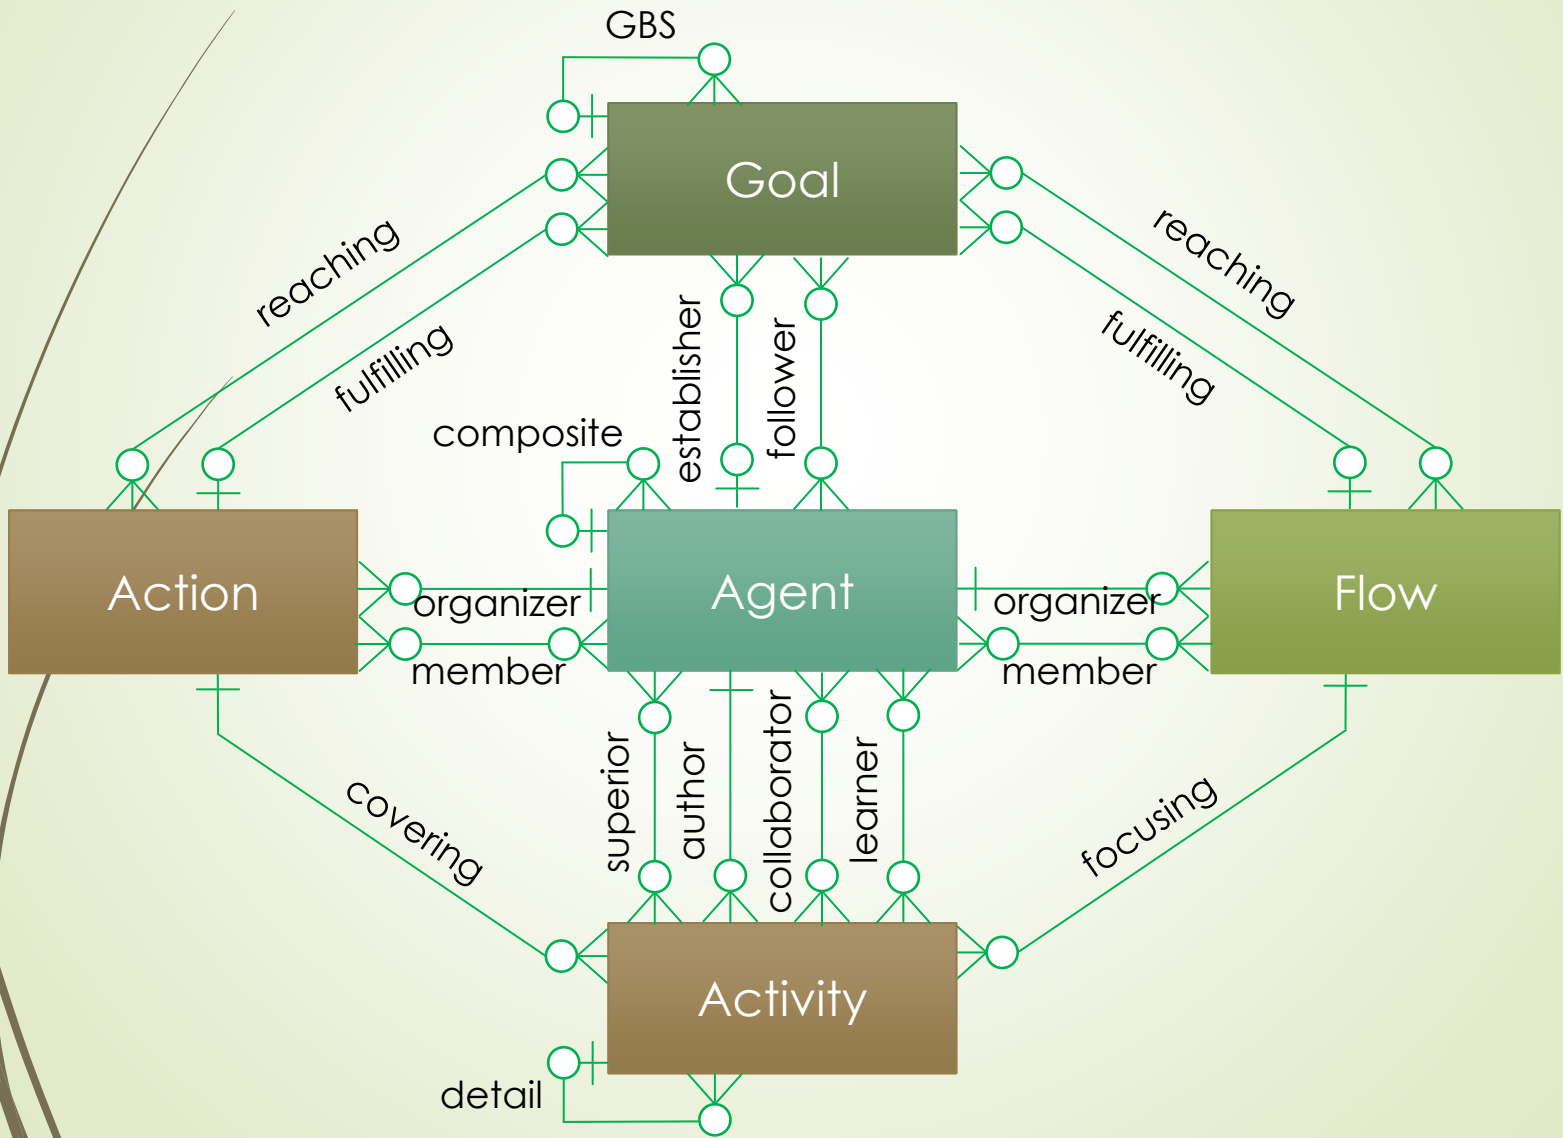 GBS
Goal
reaching
reaching
fulfilling
fulfilling
establisher
follower
composite
Action
Agent
Flow
organizer
organizer
member
member
superior
author
collaborator
learner
covering
focusing
Activity
detail